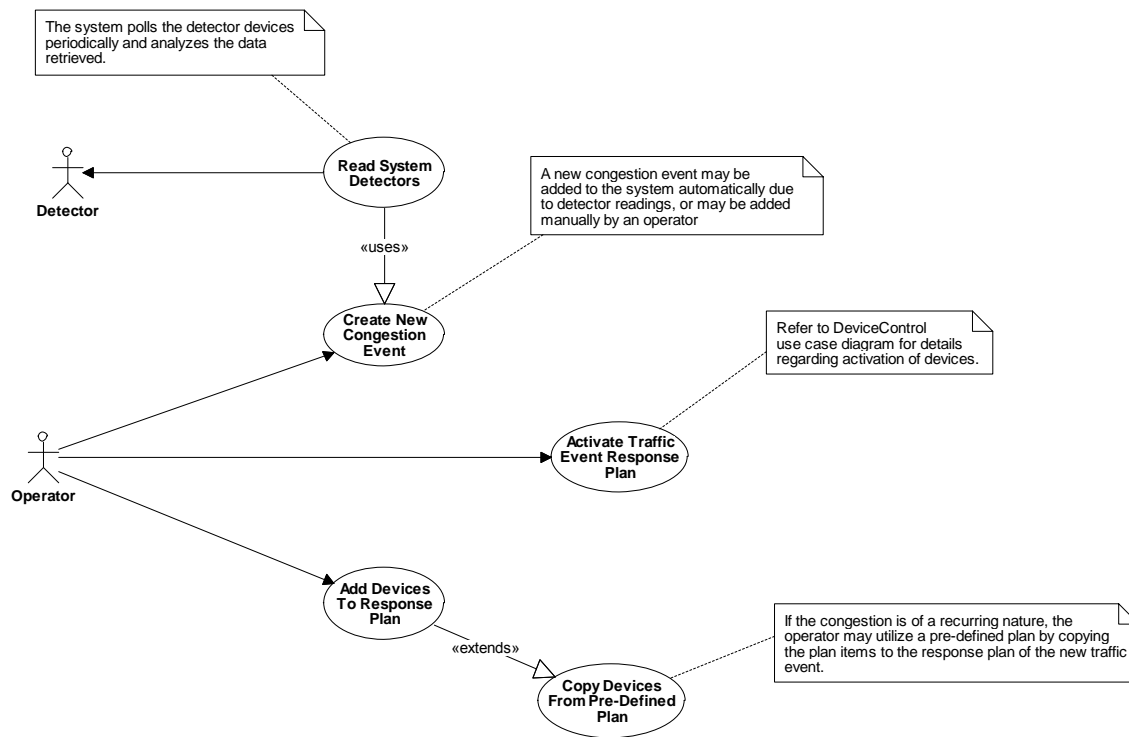 The system polls the detector devices
periodically and analyzes the data
retrieved.
Read System
Detectors
Detector
A new congestion event may be
added to the system automatically due
to detector readings, or may be added
manually by an operator
«uses»
Create New
Congestion
Event
Refer to DeviceControl
use case diagram for details
regarding activation of devices.
Activate Traffic
Event Response
Plan
Operator
Add Devices
To Response
Plan
«extends»
If the congestion is of a recurring nature, the
operator may utilize a pre-defined plan by copying
the plan items to the response plan of the new traffic
event.
Copy Devices
From Pre-Defined
Plan